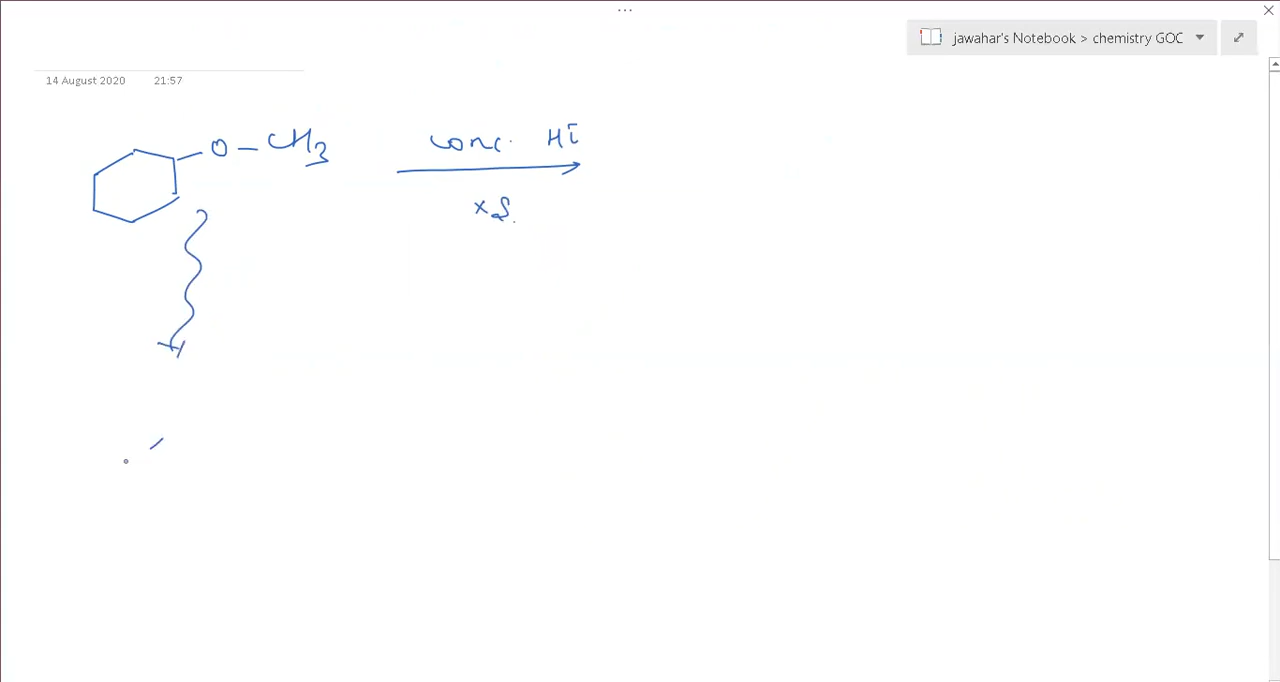 ...
jawahar's Notebook > chemistry GOC
14 August 2020 21:57
O - CH3
conc. HI
xS.